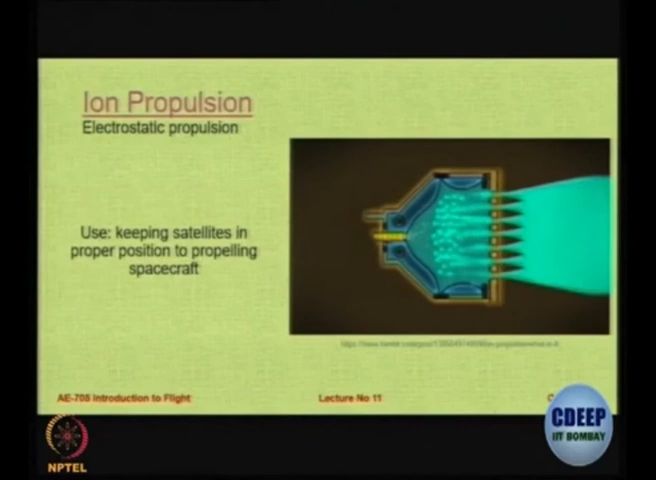 Ion Propulsion
Electrostatic propulsion
Use: keeping satellites in
proper position to propelling
spacecraft
AE-705 Introduction to Flight
Lecture No 11
CDEEP
IIT BOMBAY
NPTEL